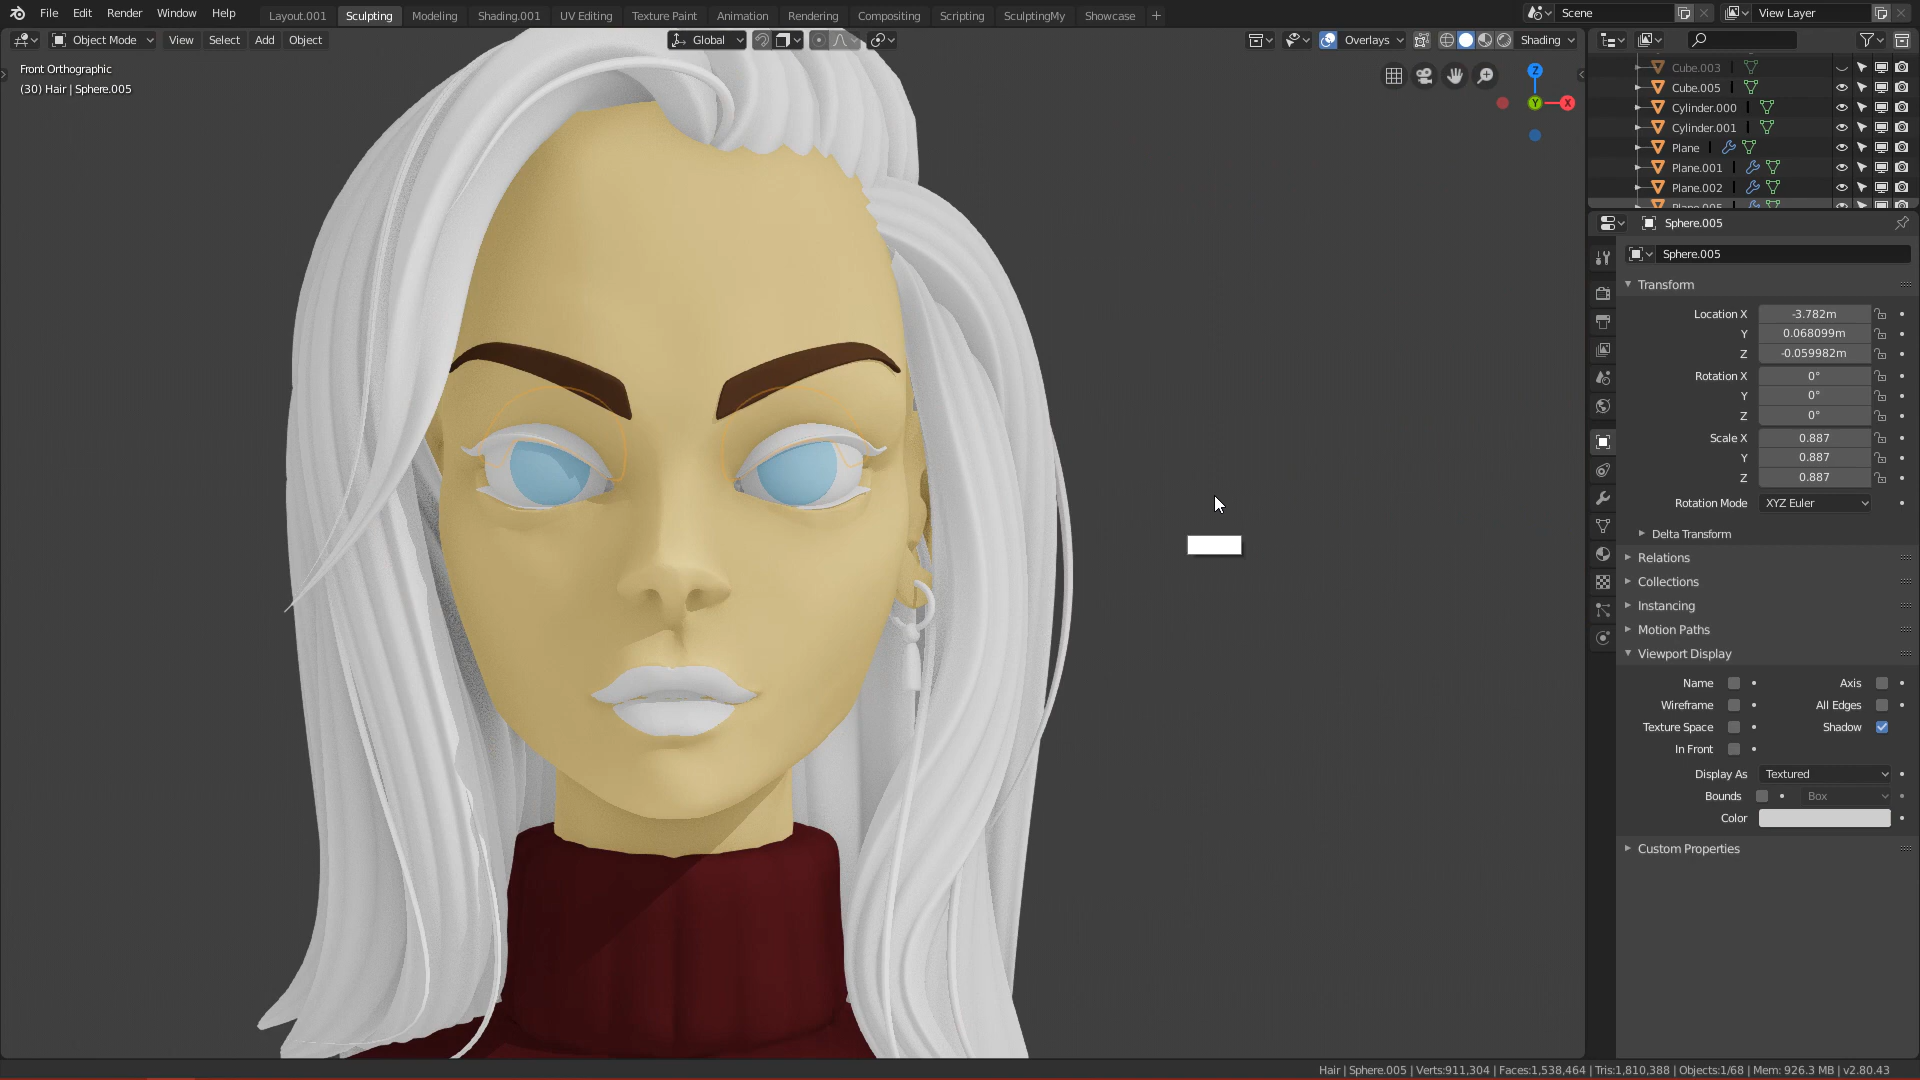 File Edit Render Window Help Layout.001 Sculpting Modeling Shading.001 UV Editing Texture Paint Animation Rendering Compositing Scripting SculptingMy Showcase + Scene View Layer
Object Mode View Select Add Object Global Overlays Shading
Front Orthographic
(30) Hair | Sphere.005
Z
Y
X
Cube.003
Cube.005
Cylinder.000
Cylinder.001
Plane
Plane.001
Plane.002
Plane.005
Sphere.005
Sphere.005
Transform
Location X -3.782m
Y 0.068099m
Z -0.059982m
Rotation X 0°
Y 0°
Z 0°
Scale X 0.887
Y 0.887
Z 0.887
Rotation Mode XYZ Euler
Delta Transform
Relations
Collections
Instancing
Motion Paths
Viewport Display
Name Axis
Wireframe All Edges
Texture Space Shadow
In Front
Display As Textured
Bounds Box
Color
Custom Properties
Hair | Sphere.005 | Verts:911,304 | Faces:1,538,464 | Tris:1,810,388 | Objects:1/68 | Mem: 926.3 MB | v2.80.43